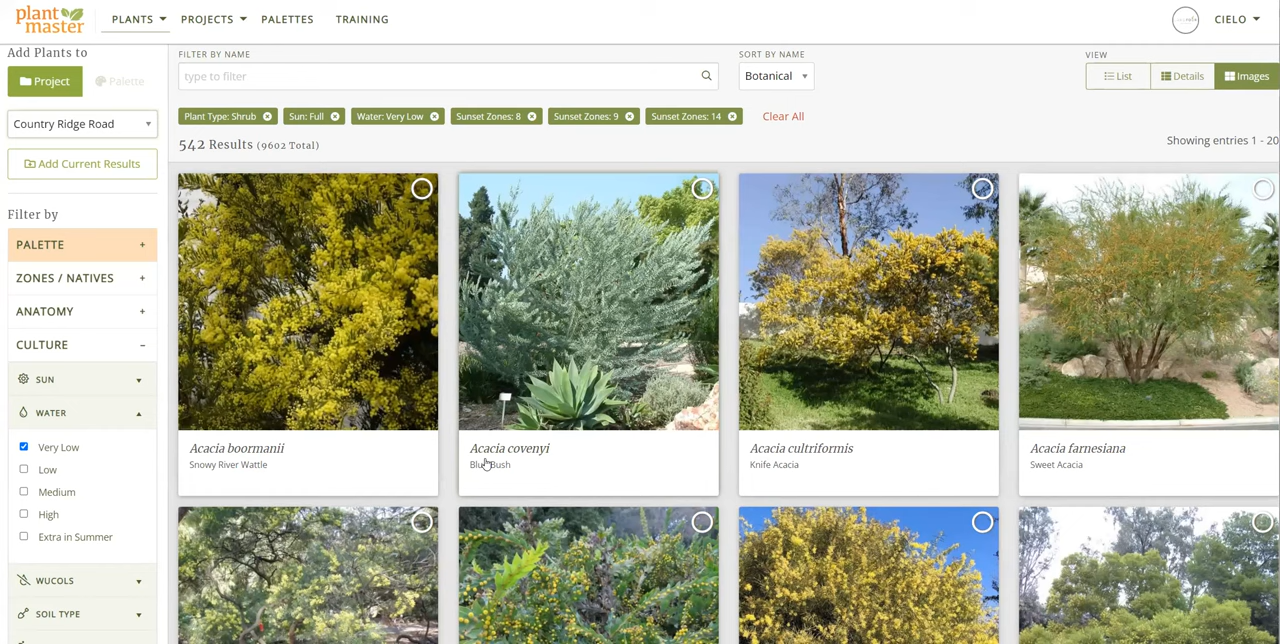 plant master
PLANTS PROJECTS PALETTES TRAINING CIELO
Add Plants to
Project Palette
Country Ridge Road
Add Current Results
Filter by
PALETTE +
ZONES / NATIVES +
ANATOMY +
CULTURE –
SUN
WATER
Very Low
Low
Medium
High
Extra in Summer
WUCOLS
SOIL TYPE
FILTER BY NAME
type to filter
SORT BY NAME
Botanical
VIEW
List Details Images
Plant Type: Shrub Sun: Full Water: Very Low Sunset Zones: 8 Sunset Zones: 9 Sunset Zones: 14 Clear All
542 Results (9602 Total)
Showing entries 1 - 20
Acacia boormanii
Snowy River Wattle
Acacia covenyi
Blue Bush
Acacia cultriformis
Knife Acacia
Acacia farnesiana
Sweet Acacia